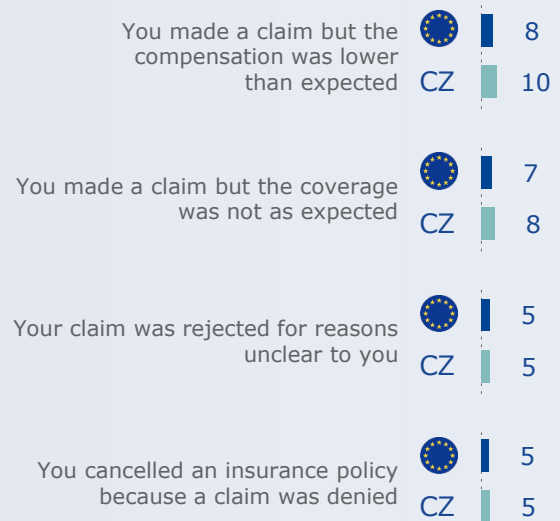 You made a claim but the
compensation was lower
than expected
8
CZ 10
You made a claim but the coverage
was not as expected
7
CZ 8
Your claim was rejected for reasons
unclear to you
5
CZ 5
You cancelled an insurance policy
because a claim was denied
5
CZ 5